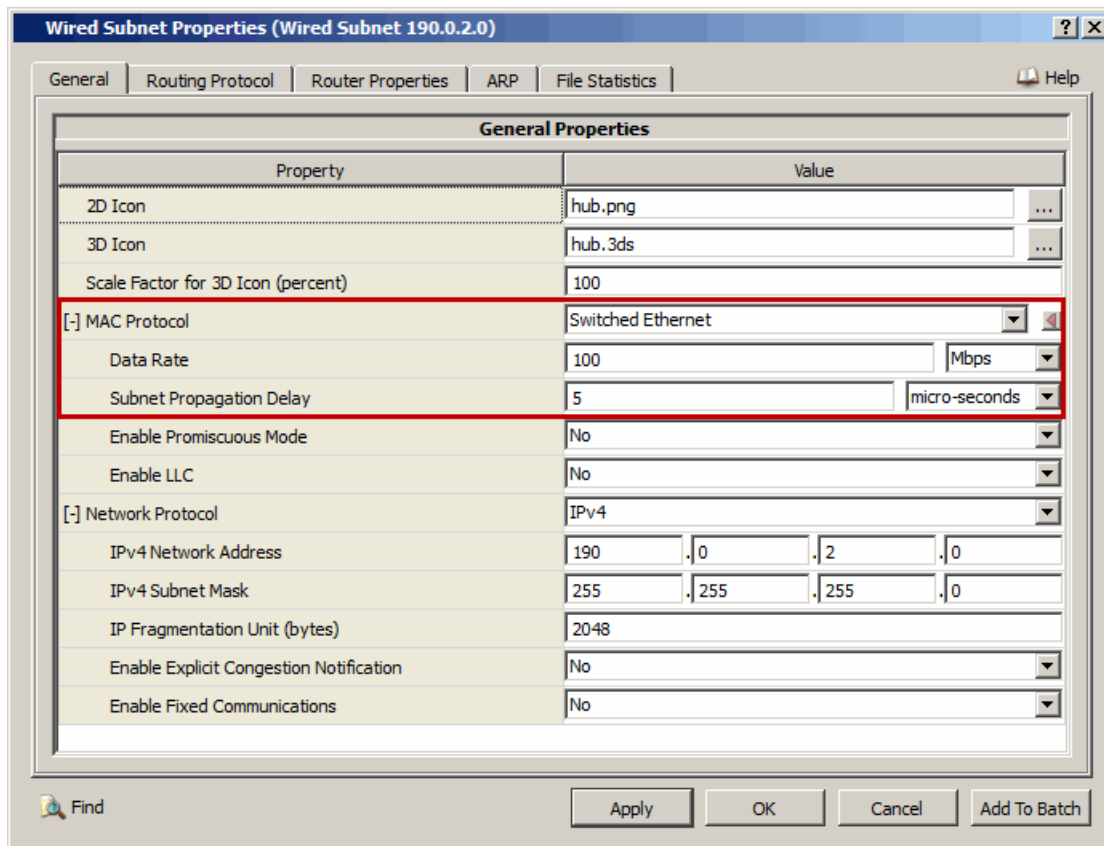 Wired Subnet Properties (Wired Subnet 190.0.2.0) ? X
General Routing Protocol Router Properties ARP File Statistics Help
General Properties
Property Value
2D Icon hub.png ...
3D Icon hub.3ds ...
Scale Factor for 3D Icon (percent) 100
[-] MAC Protocol Switched Ethernet
Data Rate 100 Mbps
Subnet Propagation Delay 5 micro-seconds
Enable Promiscuous Mode No
Enable LLC No
[-] Network Protocol IPv4
IPv4 Network Address 190 .0 .2 .0
IPv4 Subnet Mask 255 .255 .255 .0
IP Fragmentation Unit (bytes) 2048
Enable Explicit Congestion Notification No
Enable Fixed Communications No
Find Apply OK Cancel Add To Batch